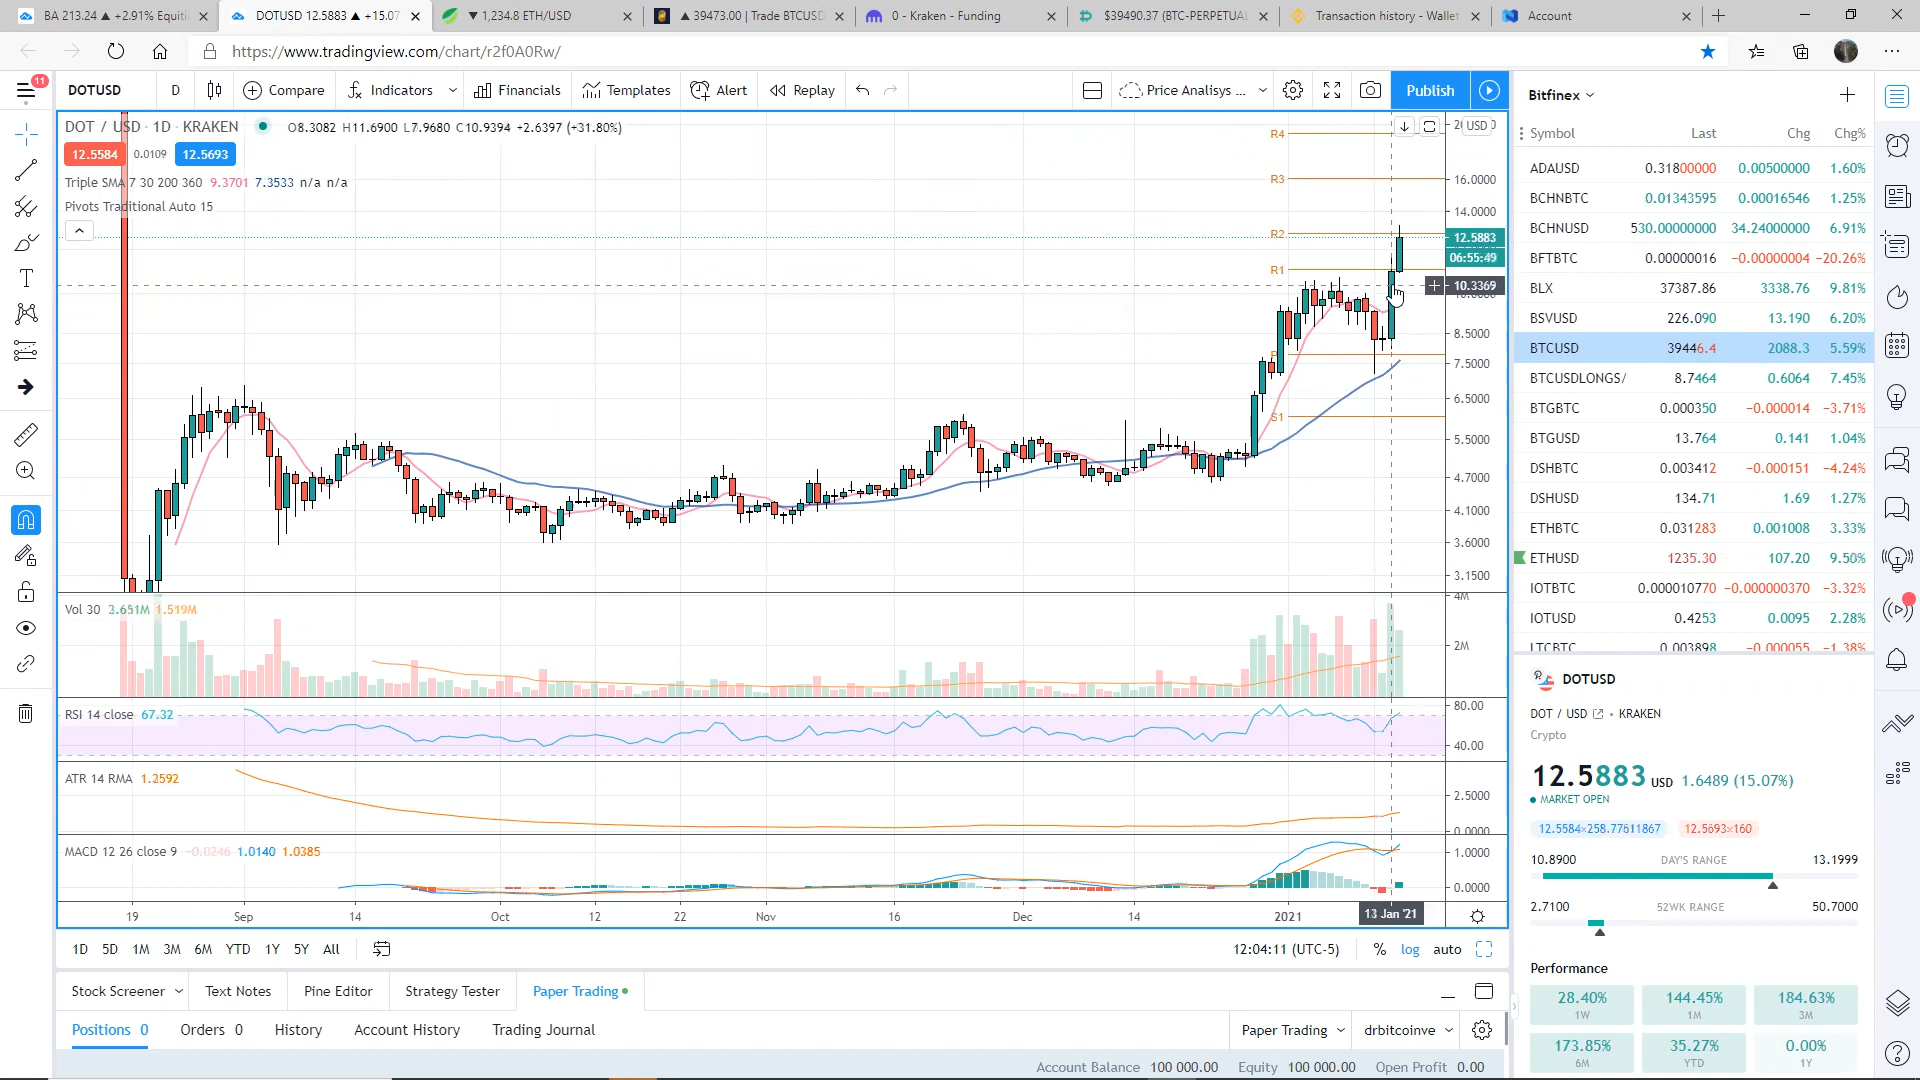 BA 213.24 ▲ +2.91% Equiti
DOTUSD 12.5883 ▲ +15.07
▼ 1,234.8 ETH/USD
▲ 39473.00 | Trade BTCUSD
0 - Kraken - Funding
$39490.37 (BTC-PERPETUAL
Transaction history - Wallet
Account
https://www.tradingview.com/chart/r2f0A0Rw/
11
DOTUSD
D
Compare
Indicators
Financials
Templates
Alert
Replay
Price Analisys ...
Publish
DOT / USD · 1D · KRAKEN
O8.3082 H11.6900 L7.9680 C10.9394 +2.6397 (+31.80%)
12.5584
0.0109
12.5693
Triple SMA 7 30 200 360 9.3701 7.3533 n/a n/a
Pivots Traditional Auto 15
R4
R3
R2
R1
S1
USD
16.0000
14.0000
12.5883
06:55:49
10.3369
8.5000
7.5000
6.5000
5.5000
4.7000
4.1000
3.6000
3.1500
Vol 30 1.519M
4M
2M
RSI 14 close 67.32
80.00
40.00
ATR 14 RMA 1.2592
2.5000
0.0000
MACD 12 26 close 9 −0.0246 1.0140 1.0385
1.0000
0.0000
19
Sep
14
Oct
12
22
Nov
16
Dec
14
2021
13 Jan '21
1D 5D 1M 3M 6M YTD 1Y 5Y All
12:04:11 (UTC-5)
%
log
auto
Stock Screener
Text Notes
Pine Editor
Strategy Tester
Paper Trading
Positions 0
Orders 0
History
Account History
Trading Journal
Paper Trading
drbitcoinve
Account Balance 100 000.00 Equity 100 000.00 Open Profit 0.00
Bitfinex
Symbol Last Chg Chg%
ADAUSD 0.31800000 0.00500000 1.60%
BCHNBTC 0.01343595 0.00016546 1.25%
BCHNUSD 530.00000000 34.24000000 6.91%
BFTBTC 0.00000016 −0.00000004 −20.26%
BLX 37387.86 3338.76 9.81%
BSVUSD 226.090 13.190 6.20%
BTCUSD 39446.4 2088.3 5.59%
BTCUSDLONGS/ 8.7464 0.6064 7.45%
BTGBTC 0.000350 −0.000014 −3.71%
BTGUSD 13.764 0.141 1.04%
DSHBTC 0.003412 −0.000151 −4.24%
DSHUSD 134.71 1.69 1.27%
ETHBTC 0.031283 0.001008 3.33%
ETHUSD 1235.30 107.20 9.50%
IOTBTC 0.000010770 −0.000000370 −3.32%
IOTUSD 0.4253 0.0095 2.28%
LTCBTC 0.003898 −0.000055 −1.38%
DOTUSD
DOT / USD · KRAKEN
Crypto
12.5883 USD 1.6489 (15.07%)
MARKET OPEN
12.5584×258.77611867
12.5693×160
10.8900 DAY'S RANGE 13.1999
2.7100 52WK RANGE 50.7000
Performance
28.40% 144.45% 184.63%
1W 1M 3M
173.85% 35.27% 0.00%
6M YTD 1Y